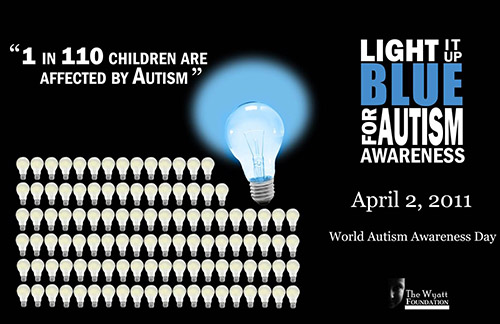 “1 IN 110 CHILDREN ARE
AFFECTED BY AUTISM”
LIGHT IT UP
BLUE
FOR AUTISM
AWARENESS
April 2, 2011
World Autism Awareness Day
The Wyatt
FOUNDATION